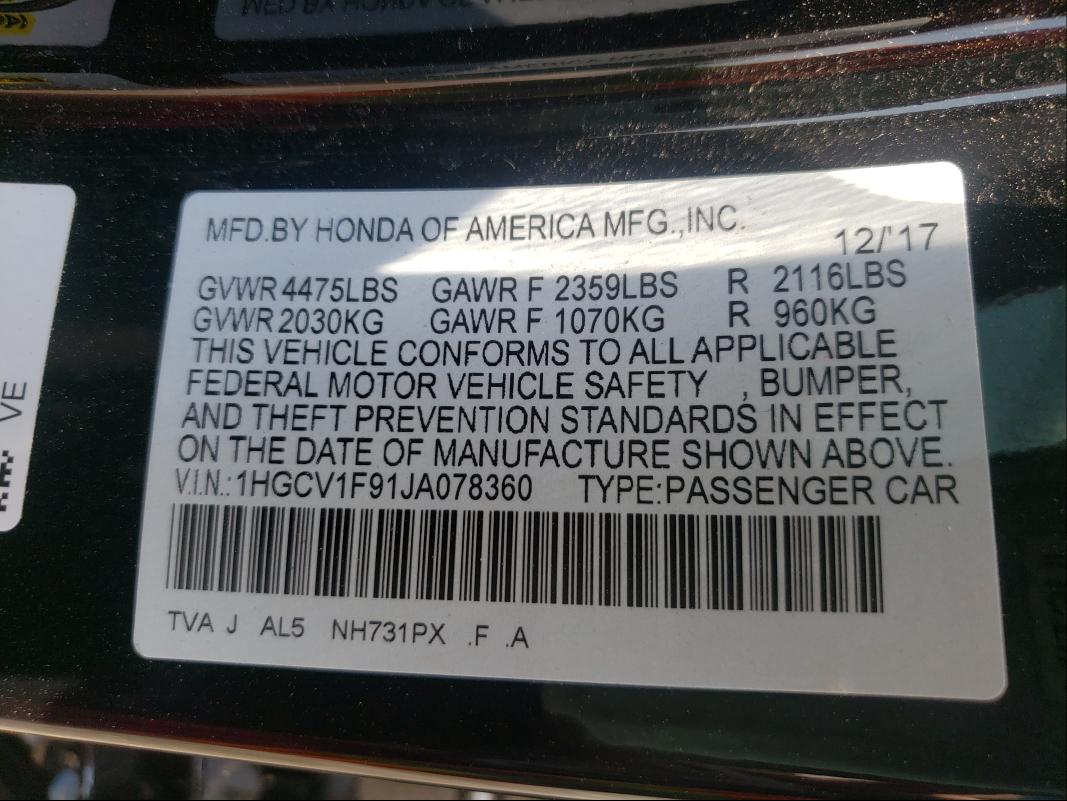 MFD.BY HONDA OF AMERICA MFG.,INC. 12/'17
GVWR 4475LBS GAWR F 2359LBS R 2116LBS
GVWR 2030KG GAWR F 1070KG R 960KG
THIS VEHICLE CONFORMS TO ALL APPLICABLE
FEDERAL MOTOR VEHICLE SAFETY , BUMPER,
AND THEFT PREVENTION STANDARDS IN EFFECT
ON THE DATE OF MANUFACTURE SHOWN ABOVE.
V.I.N.: 1HGCV1F91JA078360 TYPE:PASSENGER CAR
TVA J AL5 NH731PX .F .A
VE